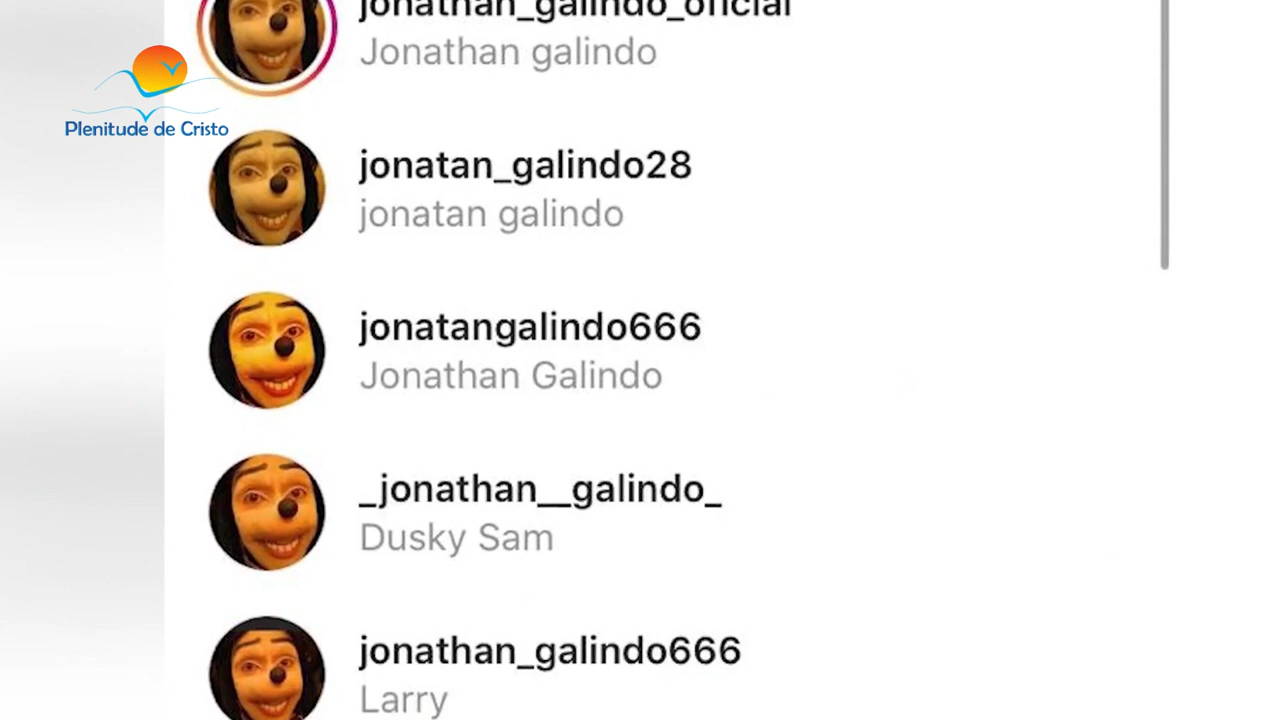 jonathan_galindo_oficial
Jonathan galindo
Plenitude de Cristo
jonatan_galindo28
jonatan galindo
jonatangalindo666
Jonathan Galindo
_jonathan__galindo_
Dusky Sam
jonathan_galindo666
Larry